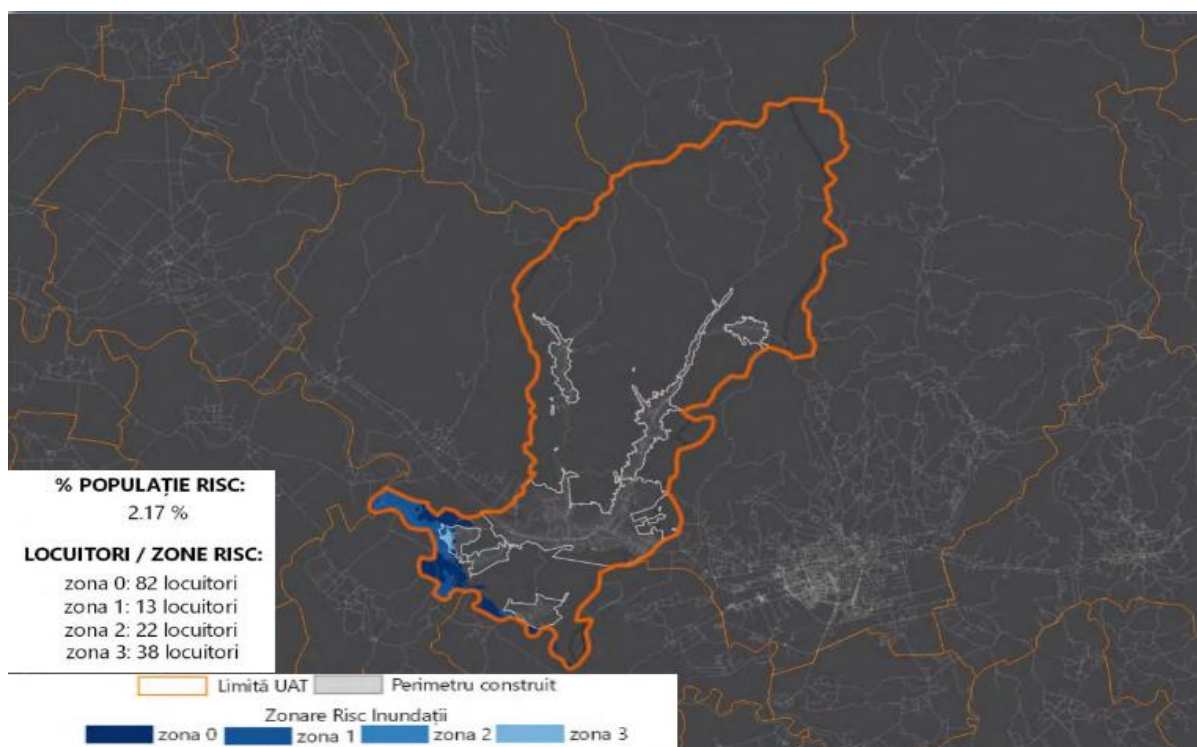 % POPULAȚIE RISC:
2.17 %
LOCUITORI / ZONE RISC:
zona 0: 82 locuitori
zona 1: 13 locuitori
zona 2: 22 locuitori
zona 3: 38 locuitori
Limită UAT Perimetru construit
Zonare Risc Inundații
zona 0 zona 1 zona 2 zona 3